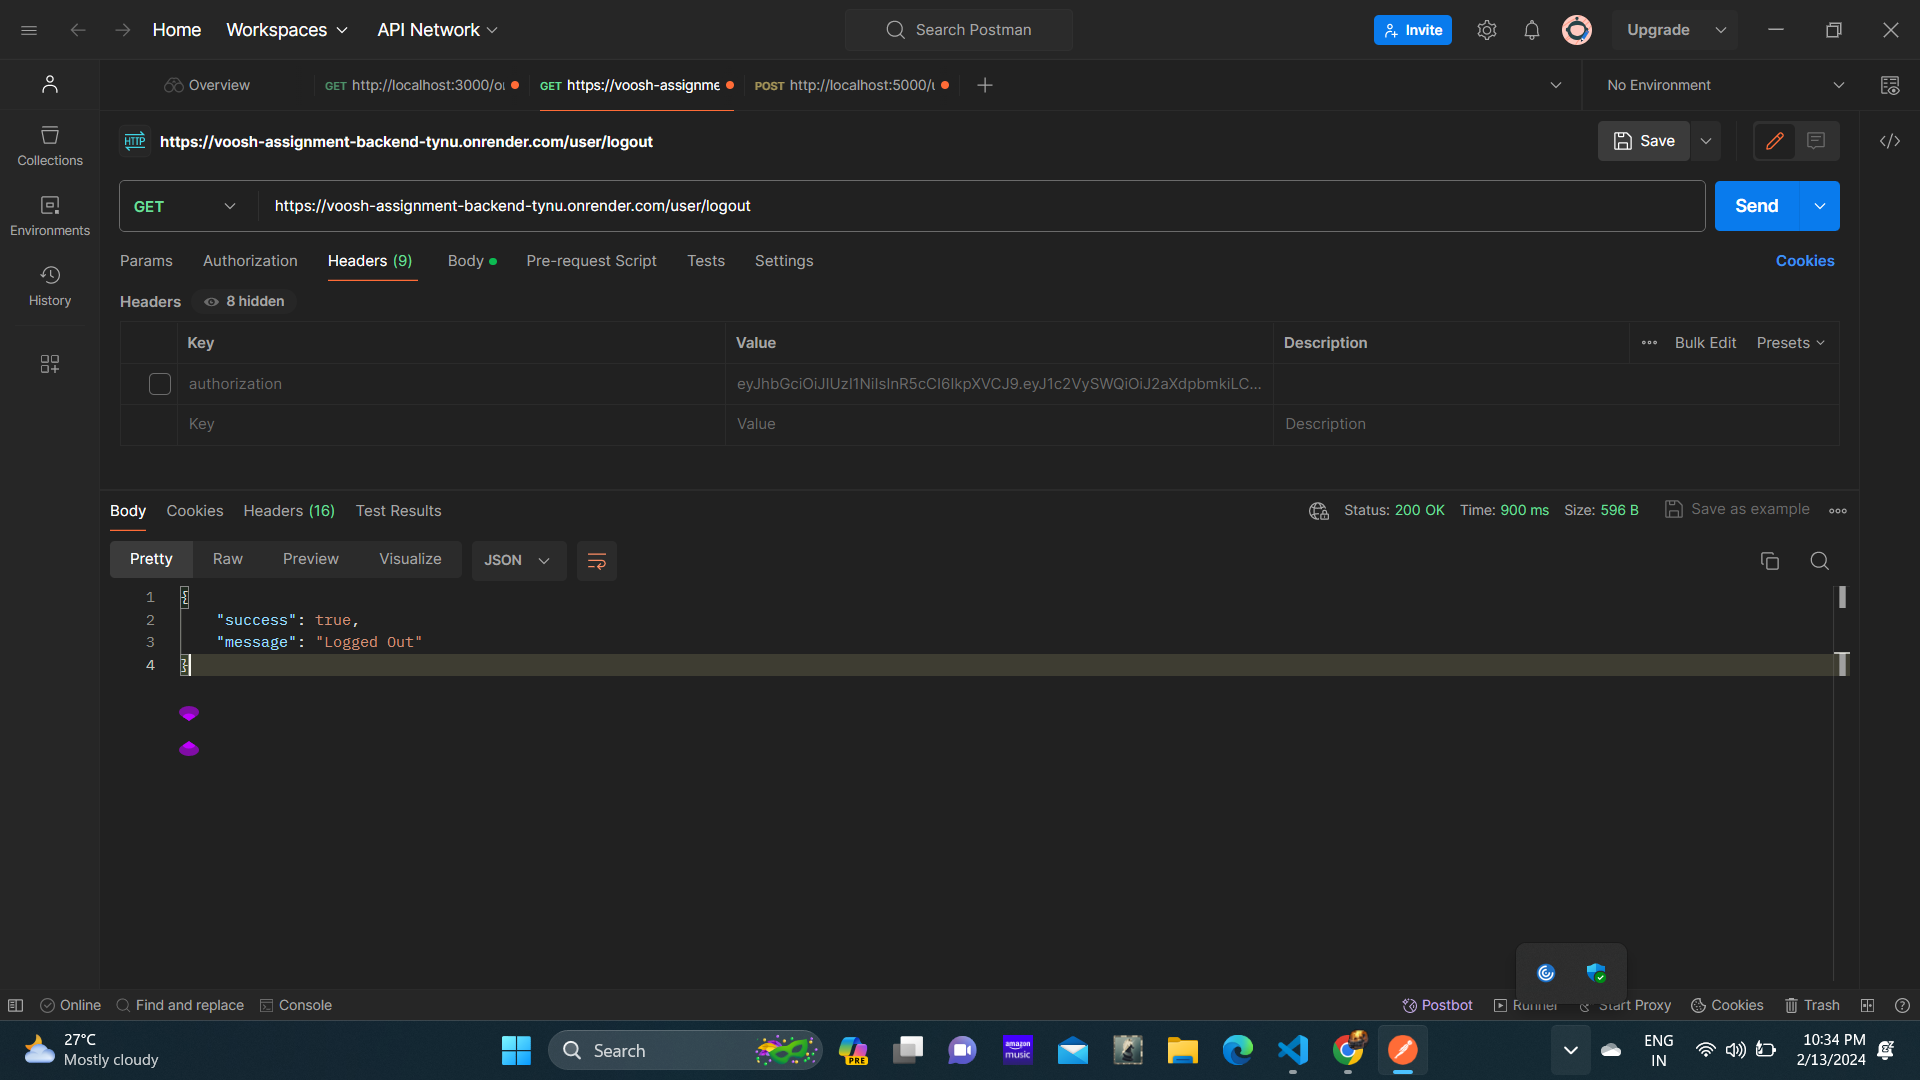 Home Workspaces API Network Search Postman Invite Upgrade
Overview GET http://localhost:3000/o GET https://voosh-assignme POST http://localhost:5000/ No Environment
HTTP https://voosh-assignment-backend-tynu.onrender.com/user/logout Save
Collections
Environments
History
GET https://voosh-assignment-backend-tynu.onrender.com/user/logout Send
Params Authorization Headers (9) Body Pre-request Script Tests Settings Cookies
Headers 8 hidden
Key Value Description Bulk Edit Presets
authorization eyJhbGciOiJIUzI1NiIsInR5cCI6IkpXVCJ9.eyJ1c2VySWQiOiJ2aXdpbmkiLC...
Key Value Description
Body Cookies Headers (16) Test Results Status: 200 OK Time: 900 ms Size: 596 B Save as example
Pretty Raw Preview Visualize JSON
1 {
2 "success": true,
3 "message": "Logged Out"
4 }
Online Find and replace Console Postbot Runner Start Proxy Cookies Trash
27°C
Mostly cloudy
Search
PRE
amazon music
ENG
IN
10:34 PM
2/13/2024